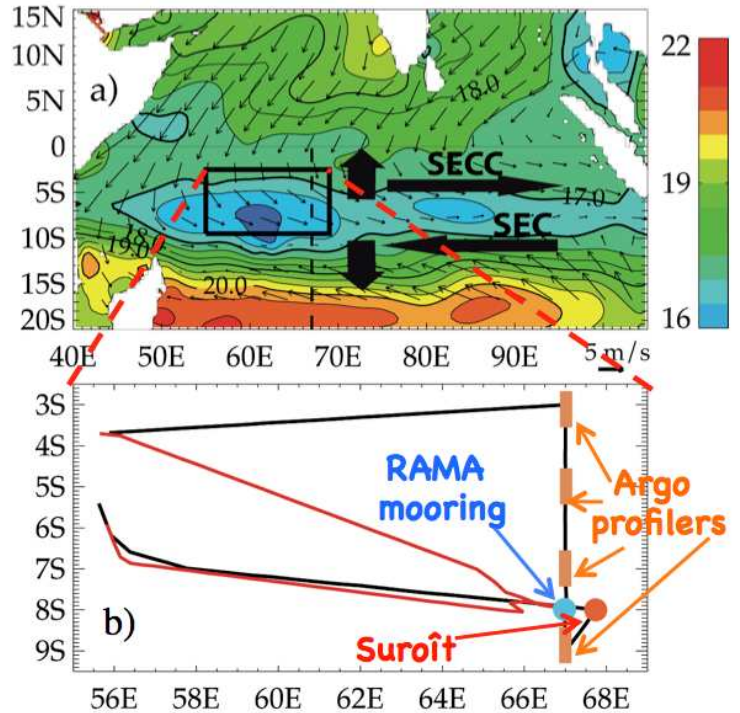 15N
10N
5N
0
5S
10S
15S
20S
a)
18.0
SECC
17.0
SEC
18
19.0
20.0
22
19
16
40E 50E 60E 70E 80E 90E 5 m/s
3S
4S
5S
6S
7S
8S
9S
RAMA
mooring
Argo
profilers
b)
Suroît
56E 58E 60E 62E 64E 66E 68E